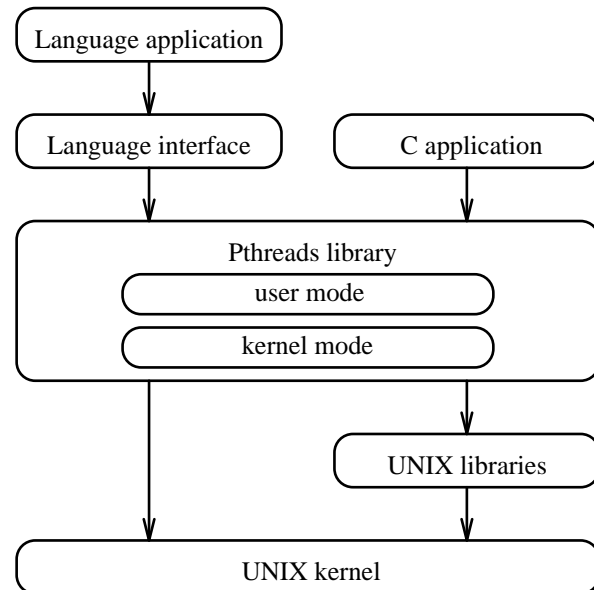 Language application
Language interface
C application
Pthreads library
user mode
kernel mode
UNIX libraries
UNIX kernel